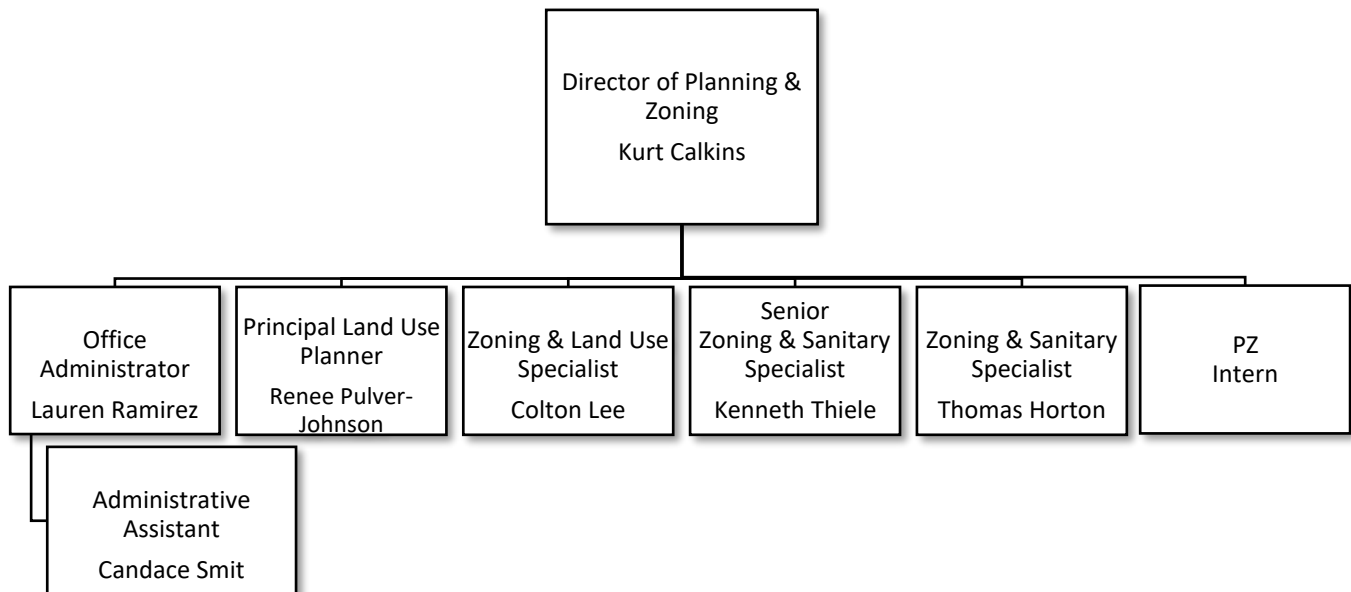 Director of Planning &
Zoning
Kurt Calkins
Office
Administrator
Lauren Ramirez
Principal Land Use
Planner
Renee Pulver-
Johnson
Zoning & Land Use
Specialist
Colton Lee
Senior
Zoning & Sanitary
Specialist
Kenneth Thiele
Zoning & Sanitary
Specialist
Thomas Horton
PZ
Intern
Administrative
Assistant
Candace Smit